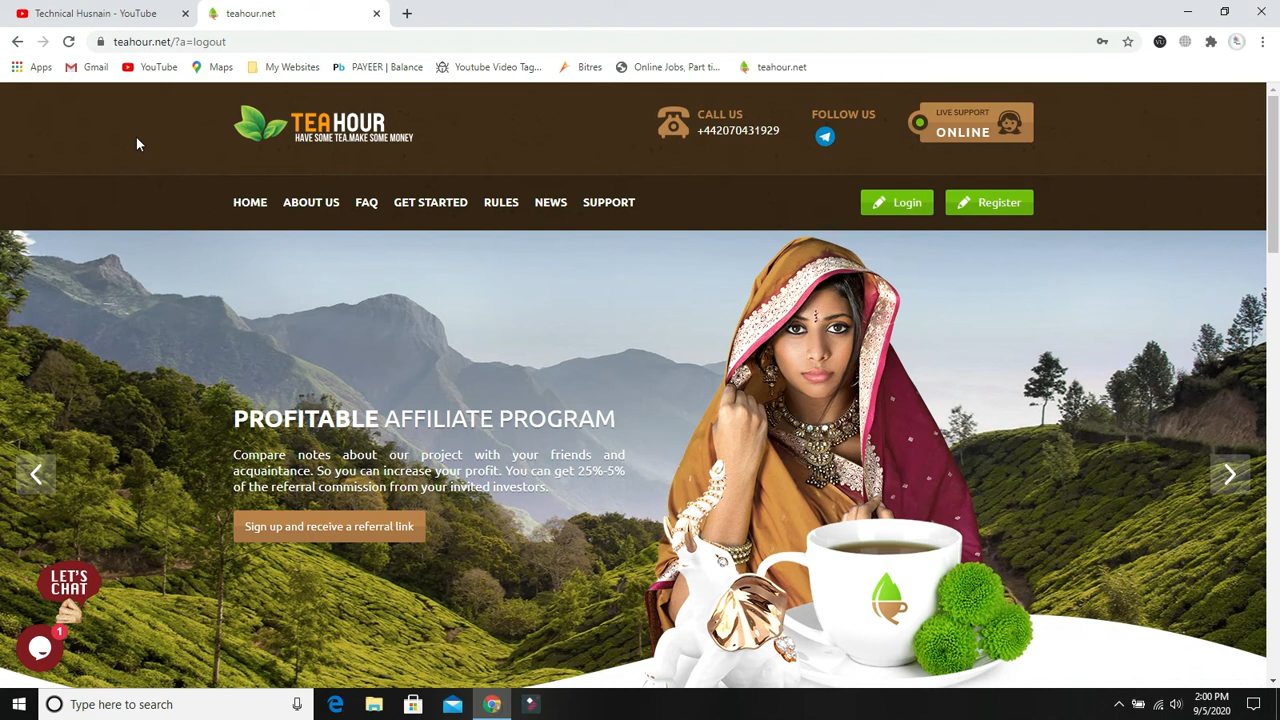 Technical Husnain - YouTube
teahour.net
teahour.net/?a=logout
Apps
Gmail
YouTube
Maps
My Websites
Pb PAYEER | Balance
Youtube Video Tag...
Bitres
Online Jobs, Part ti...
teahour.net
TEAHOUR
HAVE SOME TEA.MAKE SOME MONEY
CALL US
+442070431929
FOLLOW US
LIVE SUPPORT
ONLINE
HOME
ABOUT US
FAQ
GET STARTED
RULES
NEWS
SUPPORT
Login
Register
PROFITABLE AFFILIATE PROGRAM
Compare notes about our project with your friends and
acquaintance. So you can increase your profit. You can get 25%-5%
of the referral commission from your invited investors.
Sign up and receive a referral link
LET'S
CHAT
1
Type here to search
2:00 PM
9/5/2020